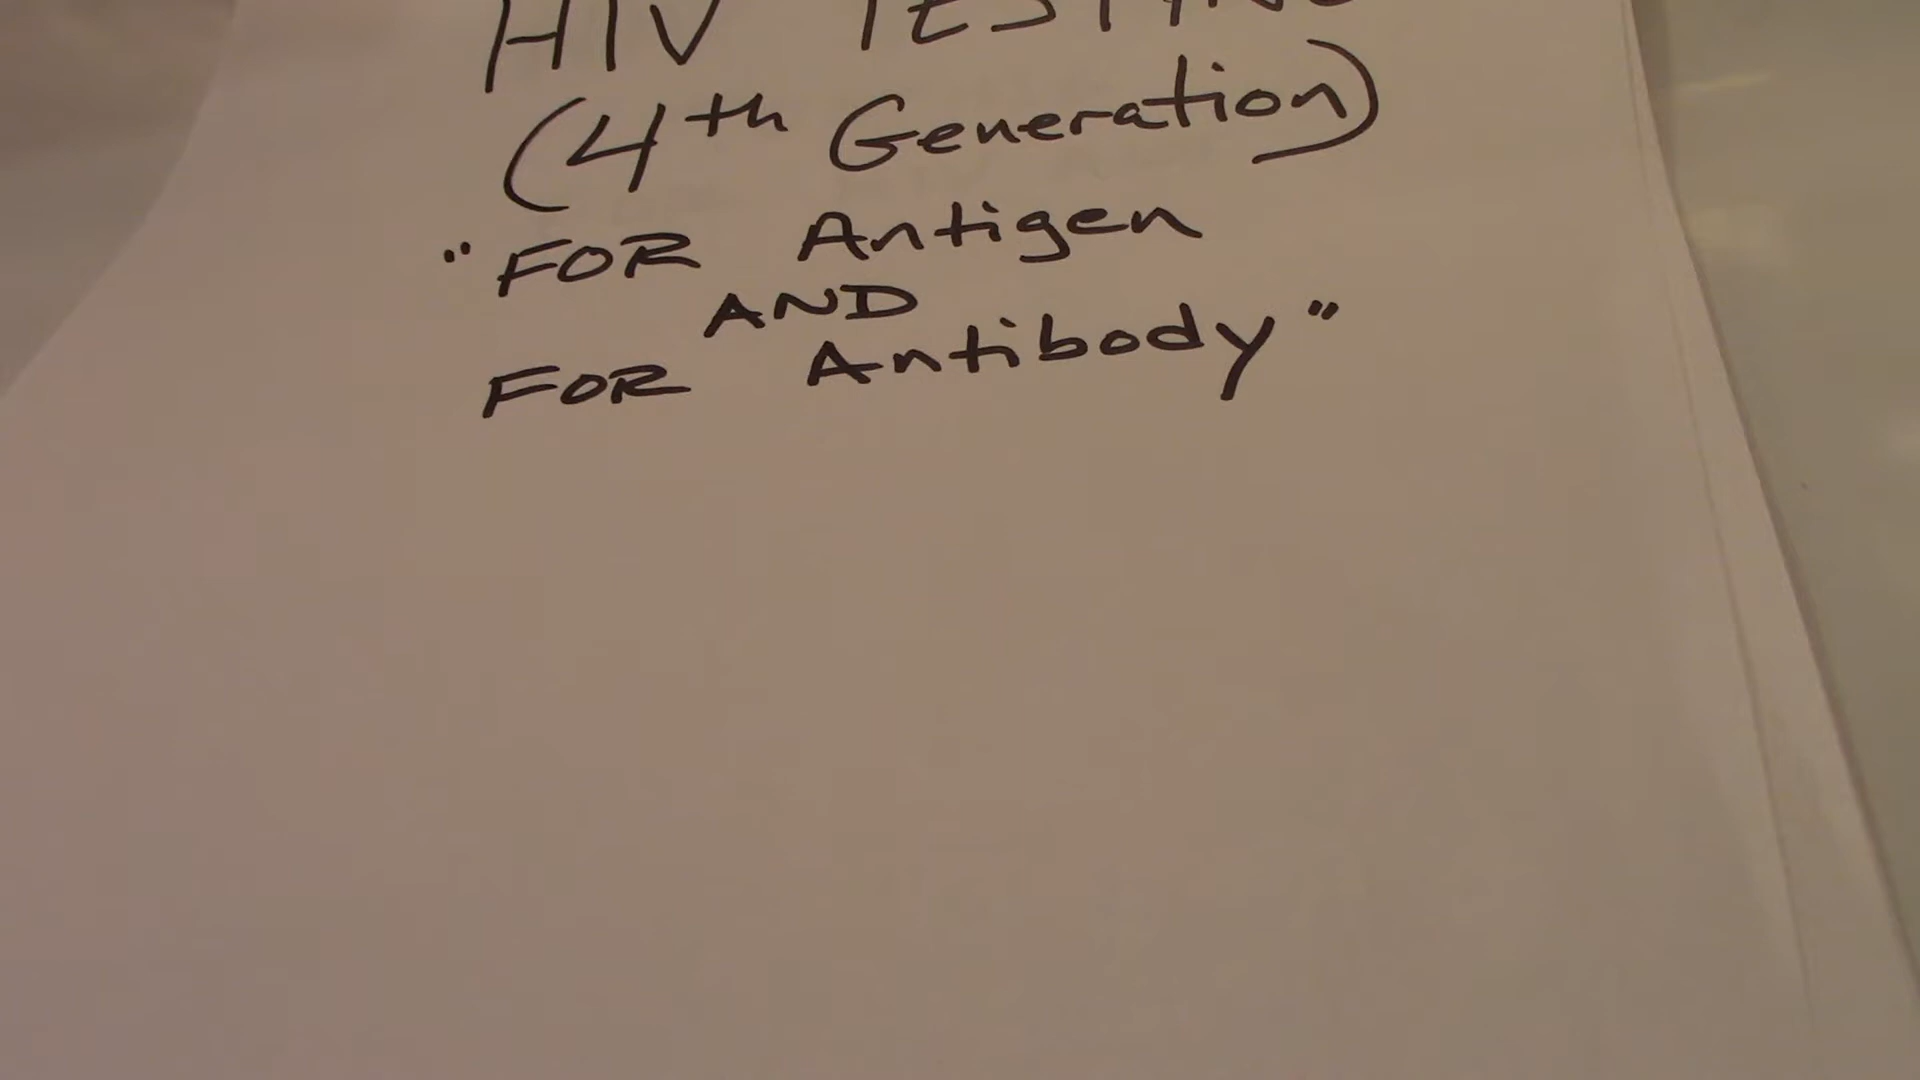 HIV TESTING
(4th Generation)
"FOR Antigen
AND
FOR Antibody"